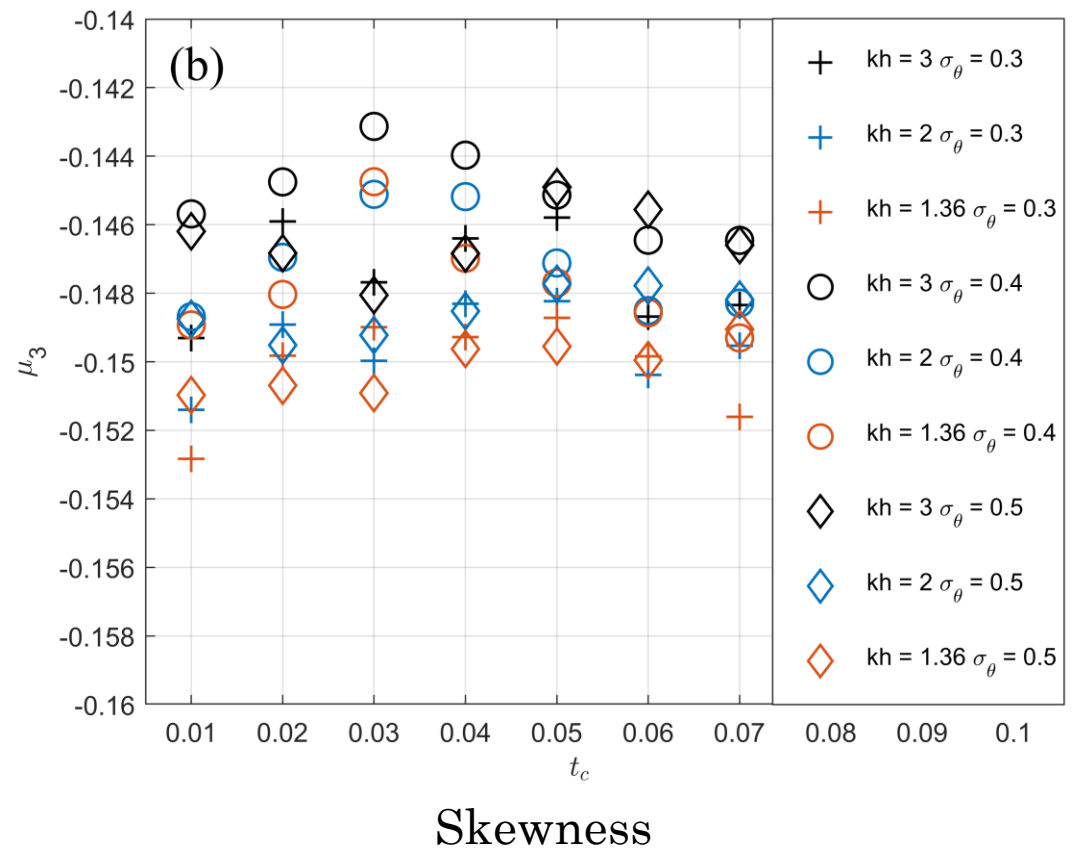 (b)
-0.14
-0.142
-0.144
-0.146
-0.148
-0.15
-0.152
-0.154
-0.156
-0.158
-0.16
μ3
0.01 0.02 0.03 0.04 0.05 0.06 0.07 0.08 0.09 0.1
tc
kh = 3 σθ = 0.3
kh = 2 σθ = 0.3
kh = 1.36 σθ = 0.3
kh = 3 σθ = 0.4
kh = 2 σθ = 0.4
kh = 1.36 σθ = 0.4
kh = 3 σθ = 0.5
kh = 2 σθ = 0.5
kh = 1.36 σθ = 0.5
Skewness